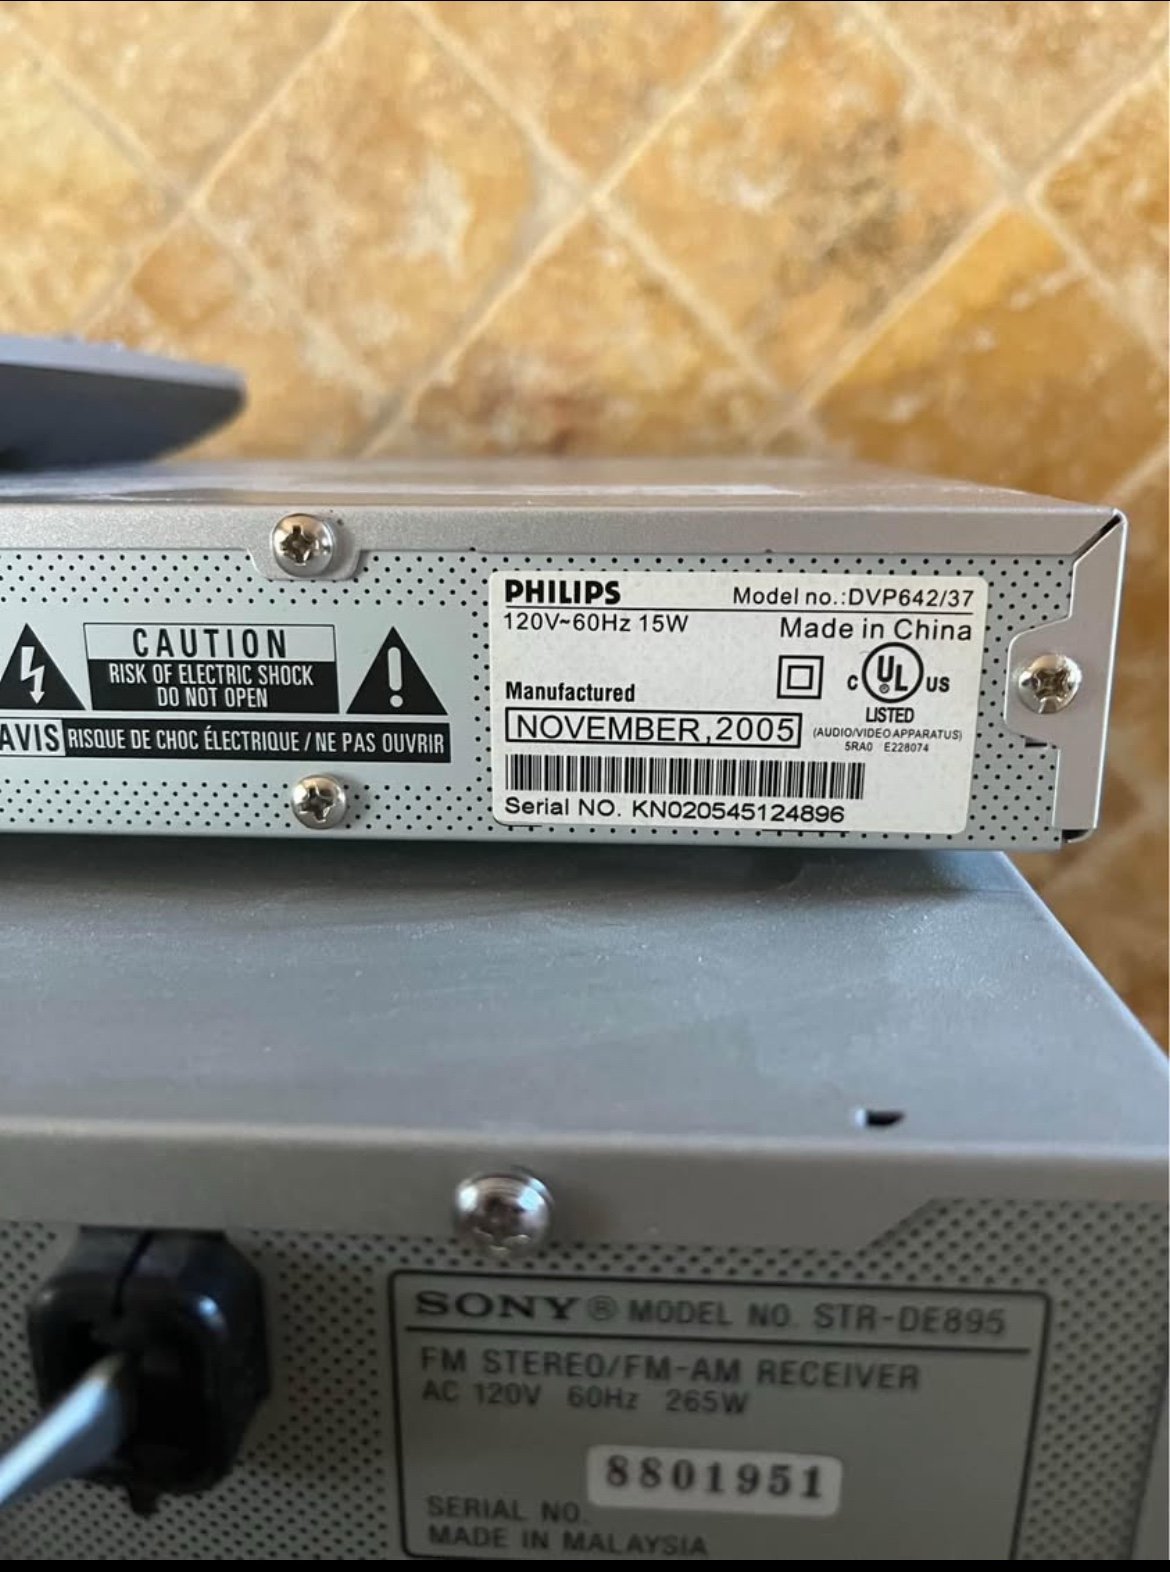 PHILIPS Model no.:DVP642/37
120V~60Hz 15W Made in China
CAUTION
RISK OF ELECTRIC SHOCK
DO NOT OPEN
AVIS RISQUE DE CHOC ÉLECTRIQUE / NE PAS OUVRIR
Manufactured
NOVEMBER,2005
c UL ® US
LISTED
(AUDIO/VIDEO APPARATUS)
5RA0 E228074
Serial NO. KN020545124896
SONY® MODEL NO. STR-DE895
FM STEREO/FM-AM RECEIVER
AC 120V 60Hz 265W
8801951
SERIAL NO.
MADE IN MALAYSIA